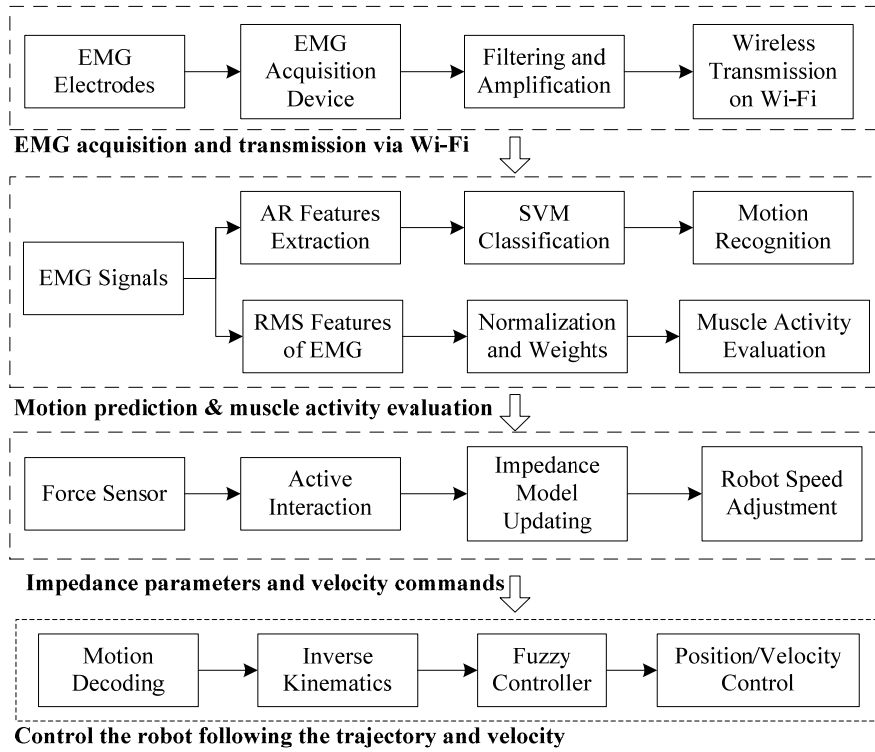 EMG
Electrodes
EMG
Acquisition
Device
Filtering and
Amplification
Wireless
Transmission
on Wi-Fi
EMG acquisition and transmission via Wi-Fi
EMG Signals
AR Features
Extraction
SVM
Classification
Motion
Recognition
RMS Features
of EMG
Normalization
and Weights
Muscle Activity
Evaluation
Motion prediction & muscle activity evaluation
Force Sensor
Active
Interaction
Impedance
Model
Updating
Robot Speed
Adjustment
Impedance parameters and velocity commands
Motion
Decoding
Inverse
Kinematics
Fuzzy
Controller
Position/Velocity
Control
Control the robot following the trajectory and velocity